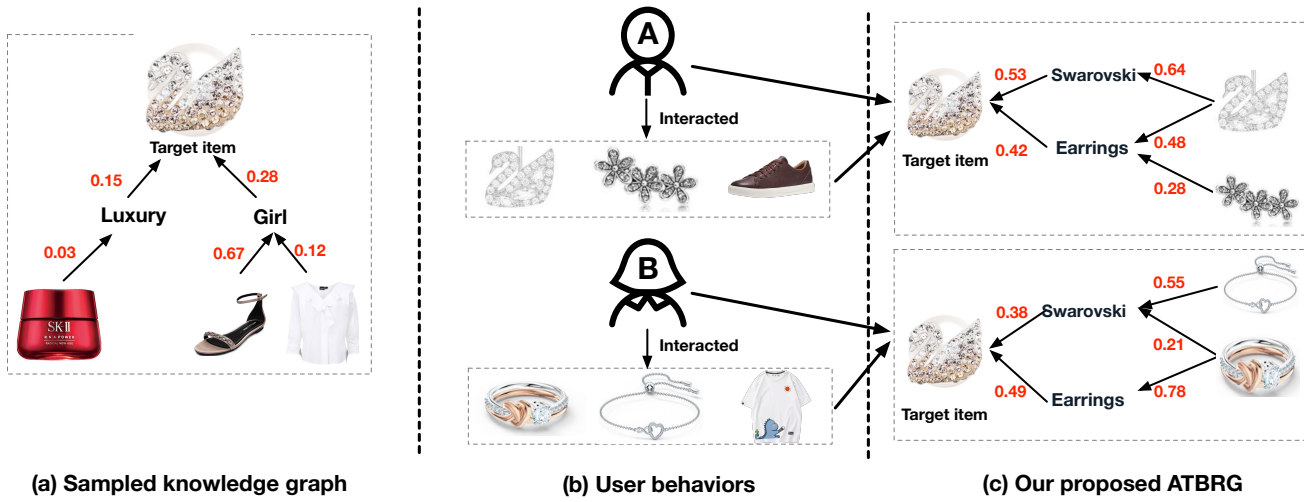 Target item
0.15
0.28
Luxury
Girl
0.03
0.67
0.12
SK-II
(a) Sampled knowledge graph
A
Interacted
B
Interacted
(b) User behaviors
0.53
Swarovski
0.64
Target item
0.42
Earrings
0.48
0.28
0.55
0.38
Swarovski
0.21
Target item
0.49
Earrings
0.78
(c) Our proposed ATBRG